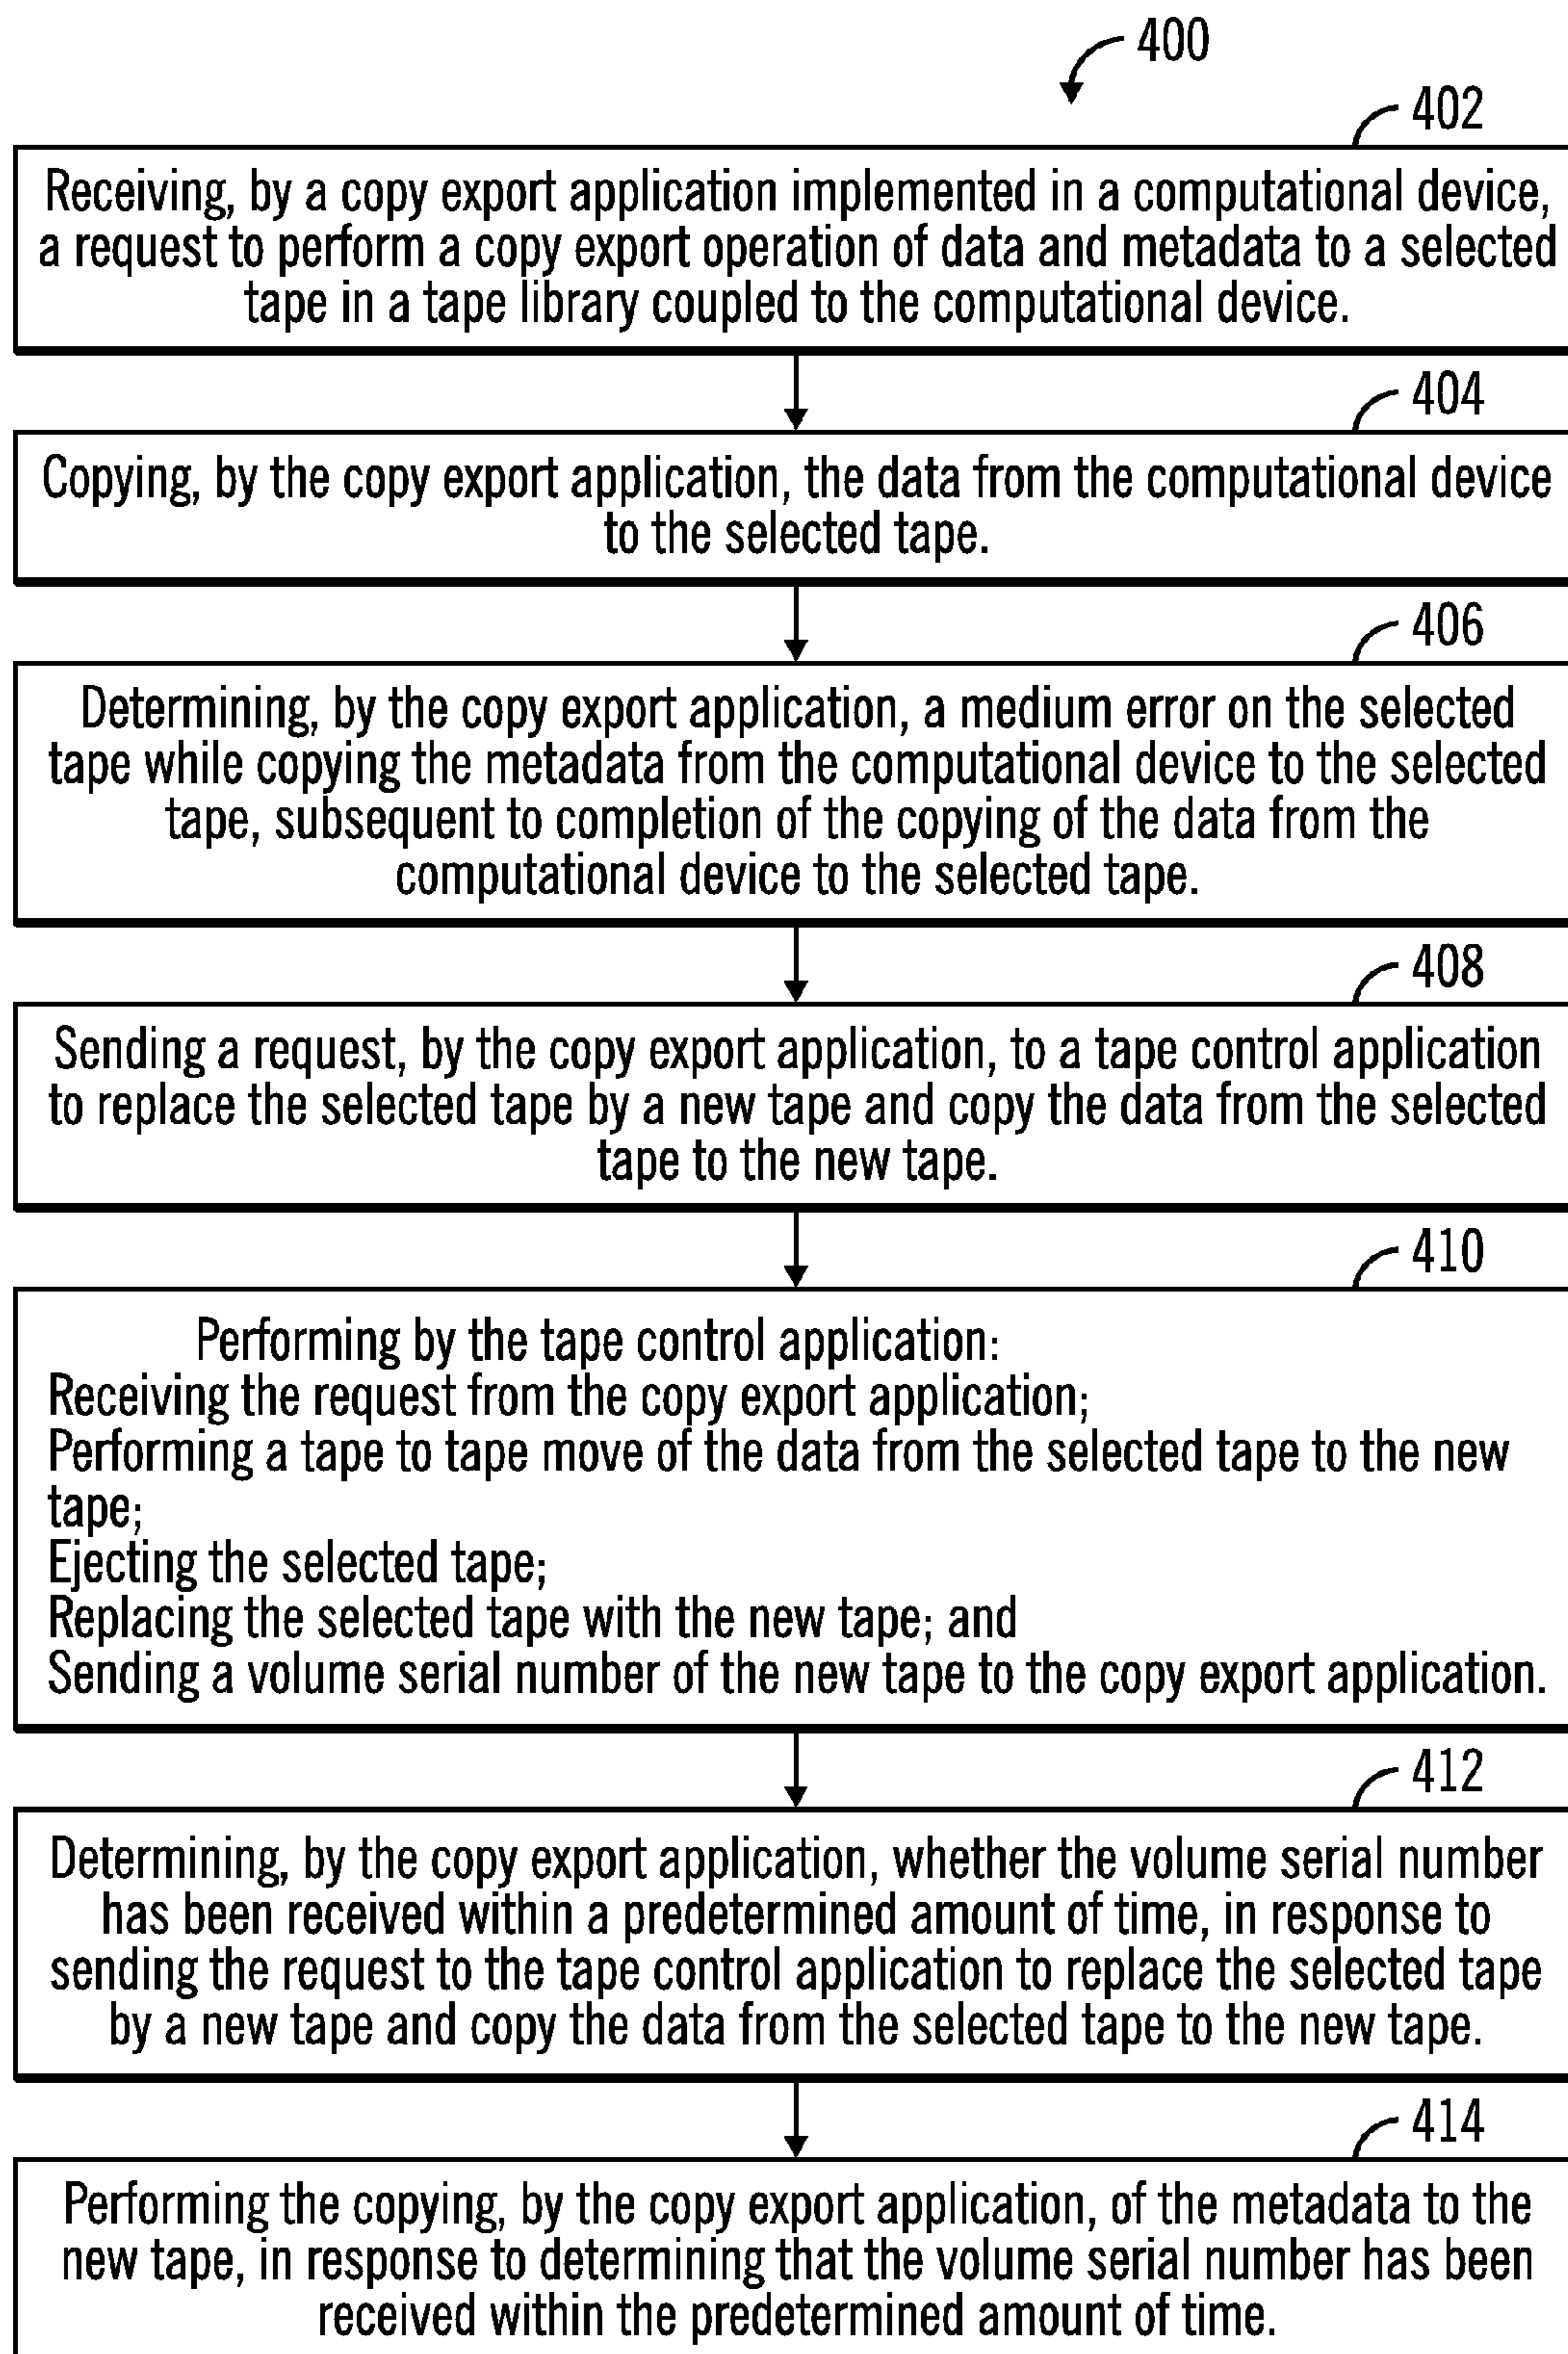 400
402
Receiving, by a copy export application implemented in a computational device,
a request to perform a copy export operation of data and metadata to a selected
tape in a tape library coupled to the computational device.
404
Copying, by the copy export application, the data from the computational device
to the selected tape.
406
Determining, by the copy export application, a medium error on the selected
tape while copying the metadata from the computational device to the selected
tape, subsequent to completion of the copying of the data from the
computational device to the selected tape.
408
Sending a request, by the copy export application, to a tape control application
to replace the selected tape by a new tape and copy the data from the selected
tape to the new tape.
410
Performing by the tape control application:
Receiving the request from the copy export application;
Performing a tape to tape move of the data from the selected tape to the new
tape;
Ejecting the selected tape;
Replacing the selected tape with the new tape; and
Sending a volume serial number of the new tape to the copy export application.
412
Determining, by the copy export application, whether the volume serial number
has been received within a predetermined amount of time, in response to
sending the request to the tape control application to replace the selected tape
by a new tape and copy the data from the selected tape to the new tape.
414
Performing the copying, by the copy export application, of the metadata to the
new tape, in response to determining that the volume serial number has been
received within the predetermined amount of time.